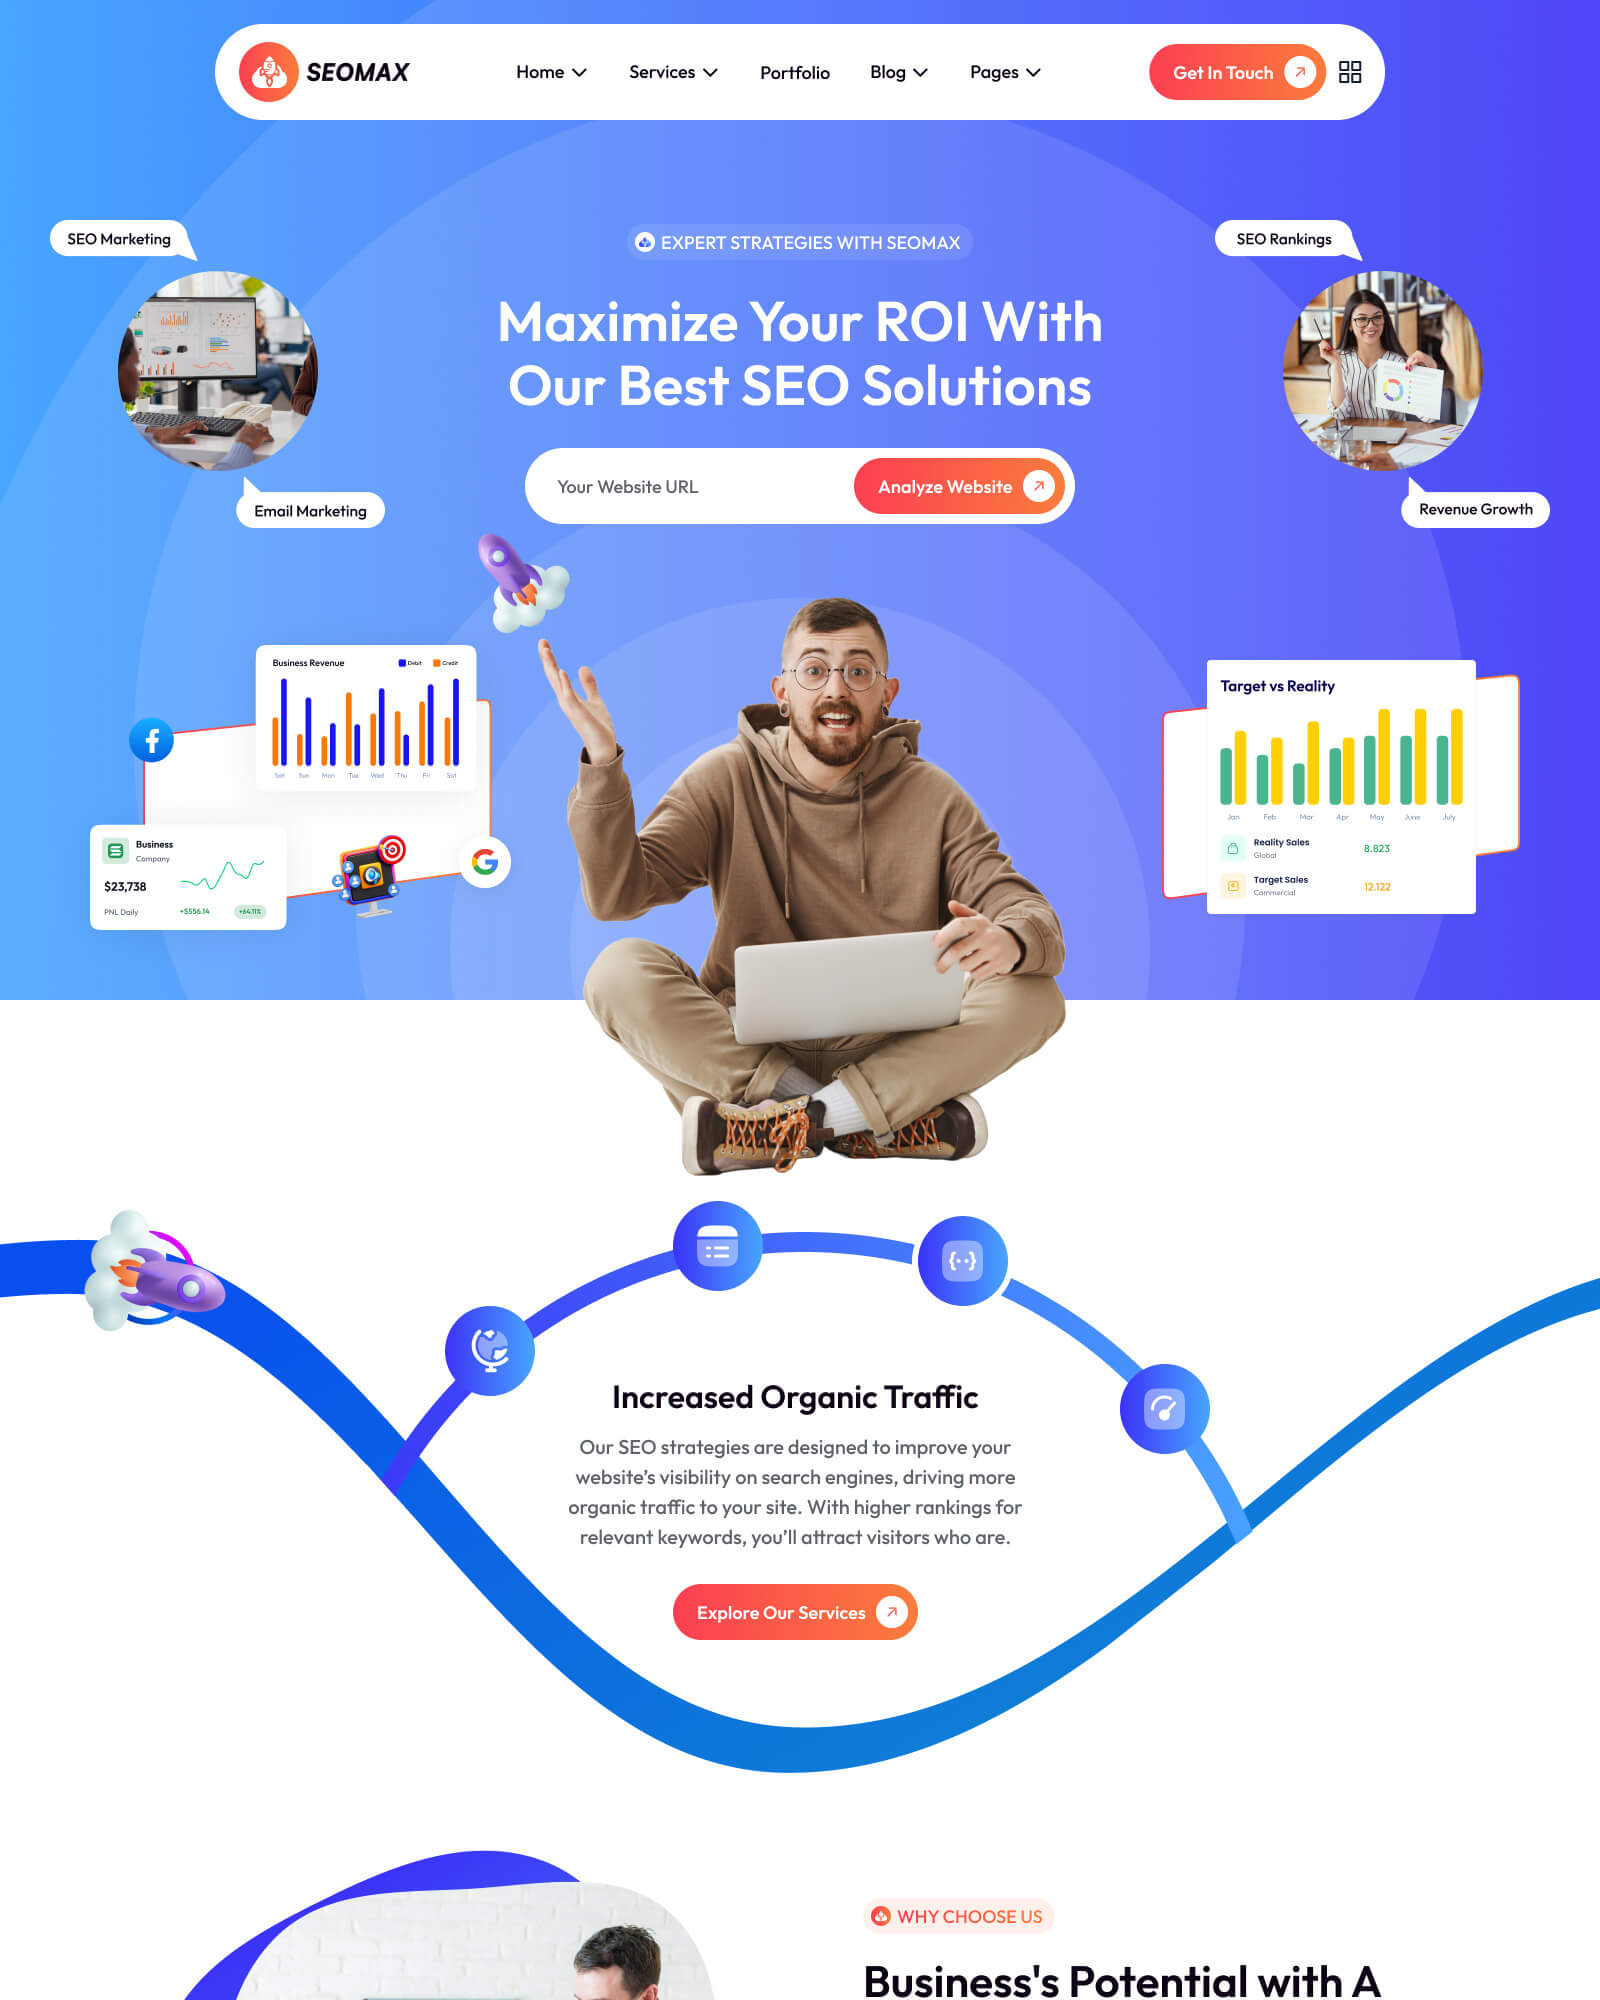 SEOMAX
Home
Services
Portfolio
Blog
Pages
Get In Touch
SEO Marketing
SEO Rankings
EXPERT STRATEGIES WITH SEOMAX
Maximize Your ROI With
Our Best SEO Solutions
Your Website URL
Analyze Website
Email Marketing
Revenue Growth
Business Revenue
Debit
Credit
Sat Sun Mon Tue Wed Thu Fri Sat
Business
Company
$23,738
PNL Daily
+$556.14
+64.11%
Target vs Reality
Jan Feb Mar Apr May June July
Reality Sales
Global
8.823
Target Sales
Commercial
12.122
Increased Organic Traffic
Our SEO strategies are designed to improve your
website's visibility on search engines, driving more
organic traffic to your site. With higher rankings for
relevant keywords, you'll attract visitors who are.
Explore Our Services
WHY CHOOSE US
Business's Potential with A